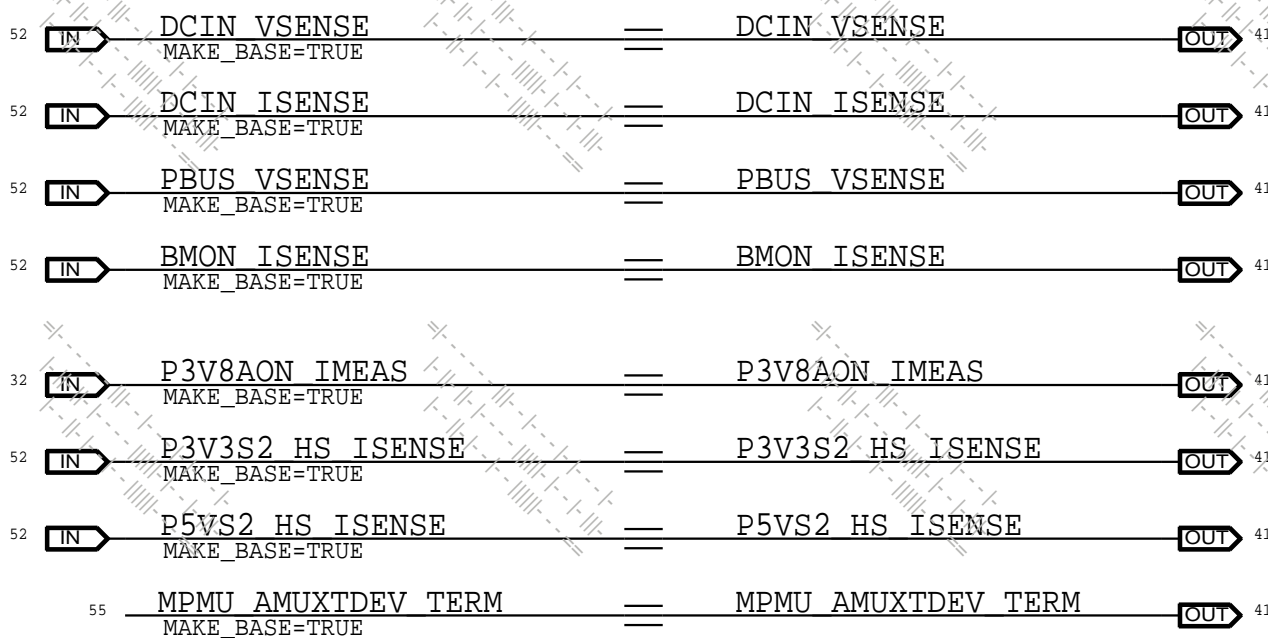 52 IN DCIN_VSENSE DCIN_VSENSE OUT 41
MAKE_BASE=TRUE
52 IN DCIN_ISENSE DCIN_ISENSE OUT 41
MAKE_BASE=TRUE
52 IN PBUS_VSENSE PBUS_VSENSE OUT 41
MAKE_BASE=TRUE
52 IN BMON_ISENSE BMON_ISENSE OUT 41
MAKE_BASE=TRUE
32 IN P3V8AON_IMEAS P3V8AON_IMEAS OUT 41
MAKE_BASE=TRUE
52 IN P3V3S2_HS_ISENSE P3V3S2_HS_ISENSE OUT 41
MAKE_BASE=TRUE
52 IN P5VS2_HS_ISENSE P5VS2_HS_ISENSE OUT 41
MAKE_BASE=TRUE
55 MPMU_AMUXTDEV_TERM MPMU_AMUXTDEV_TERM OUT 41
MAKE_BASE=TRUE